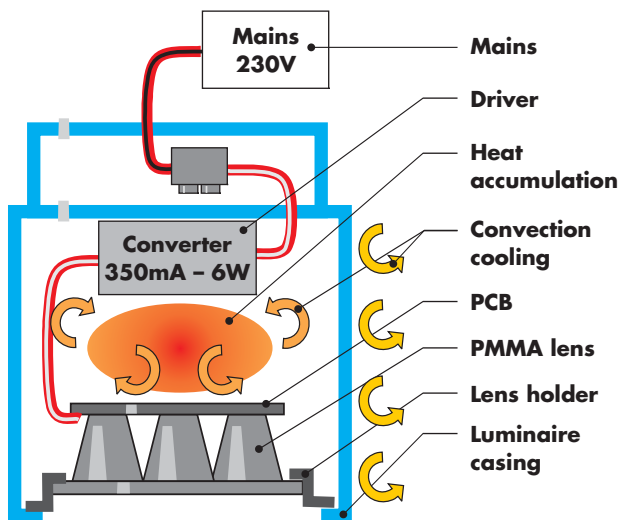 Mains
230V
Mains
Driver
Heat
accumulation
Converter
350mA – 6W
Convection
cooling
PCB
PMMA lens
Lens holder
Luminaire
casing